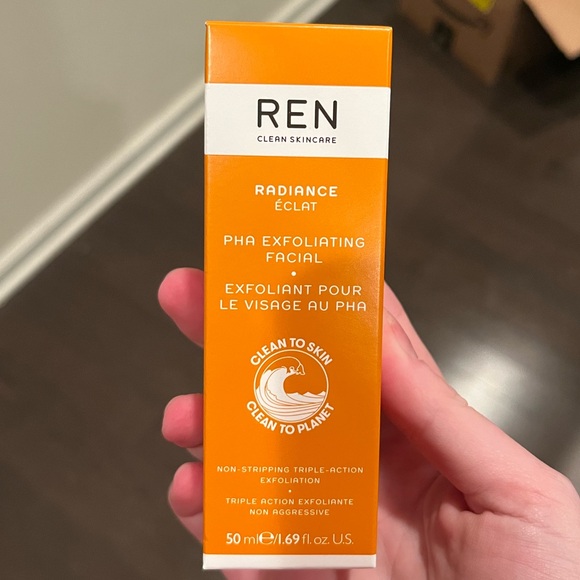 REN
CLEAN SKINCARE
RADIANCE
ÉCLAT
PHA EXFOLIATING
FACIAL
•
EXFOLIANT POUR
LE VISAGE AU PHA
CLEAN TO SKIN
CLEAN TO PLANET
NON-STRIPPING TRIPLE-ACTION
EXFOLIATION
•
TRIPLE ACTION EXFOLIANTE
NON AGGRESSIVE
50 ml℮/1.69 fl. oz. U.S.